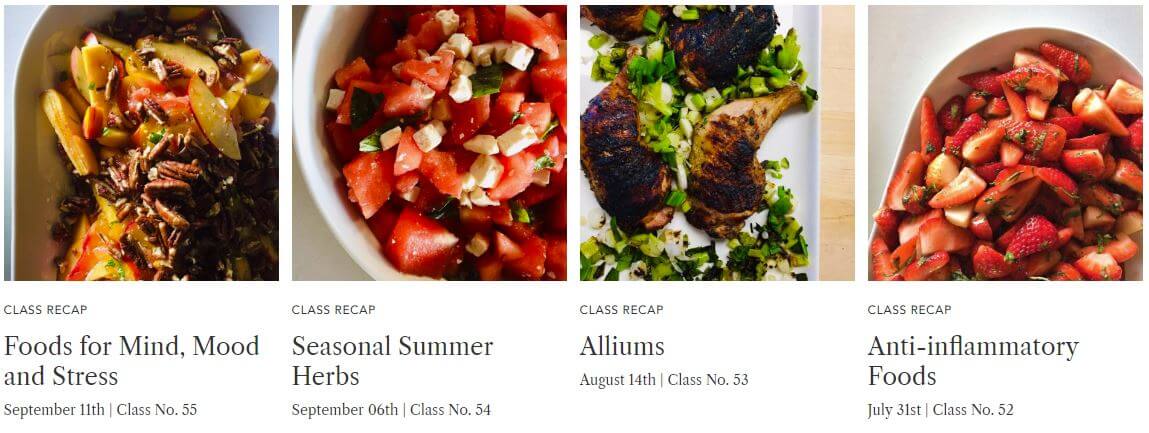 CLASS RECAP
Foods for Mind, Mood
and Stress
September 11th | Class No. 55
CLASS RECAP
Seasonal Summer
Herbs
September 06th | Class No. 54
CLASS RECAP
Alliums
August 14th | Class No. 53
CLASS RECAP
Anti-inflammatory
Foods
July 31st | Class No. 52